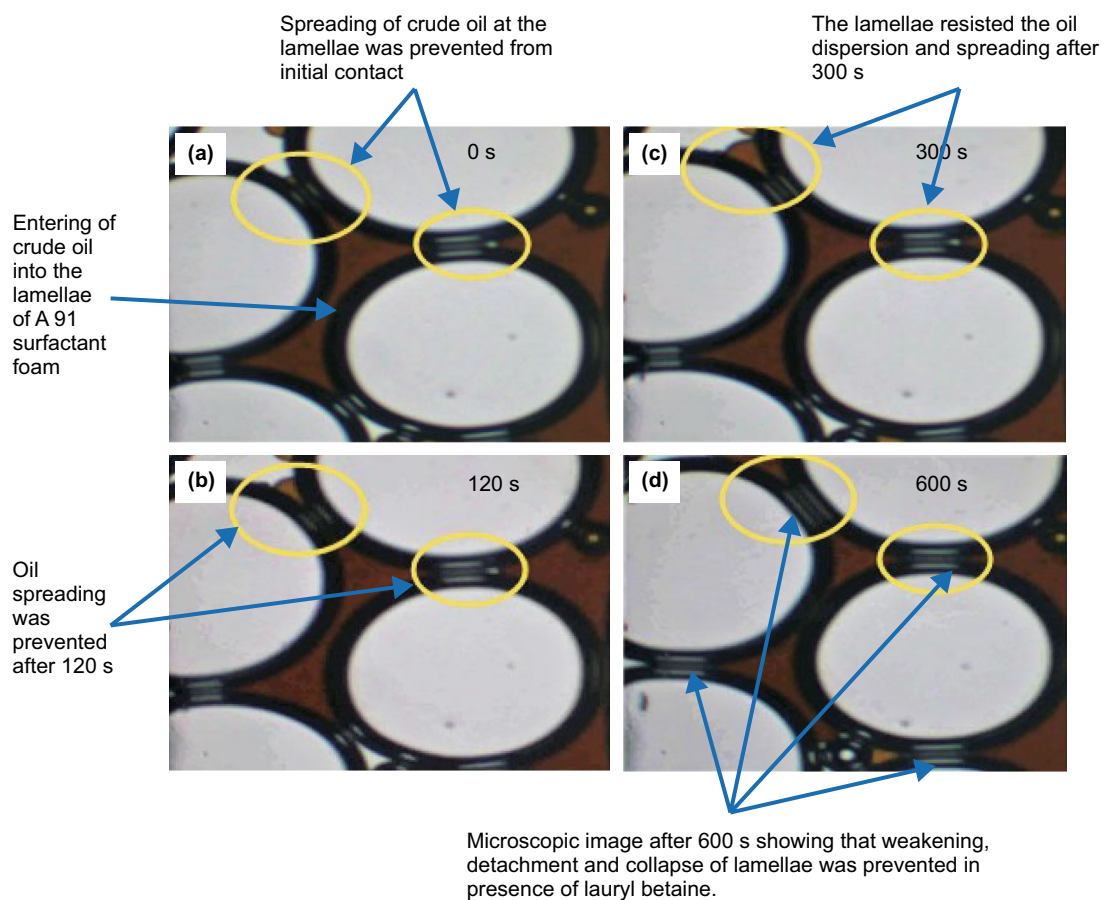 Spreading of crude oil at the
lamellae was prevented from
initial contact
The lamellae resisted the oil
dispersion and spreading after
300 s
(a)
0 s
(c)
300 s
Entering of
crude oil
into the
lamellae
of A 91
surfactant
foam
(b)
120 s
(d)
600 s
Oil
spreading
was
prevented
after 120 s
Microscopic image after 600 s showing that weakening,
detachment and collapse of lamellae was prevented in
presence of lauryl betaine.